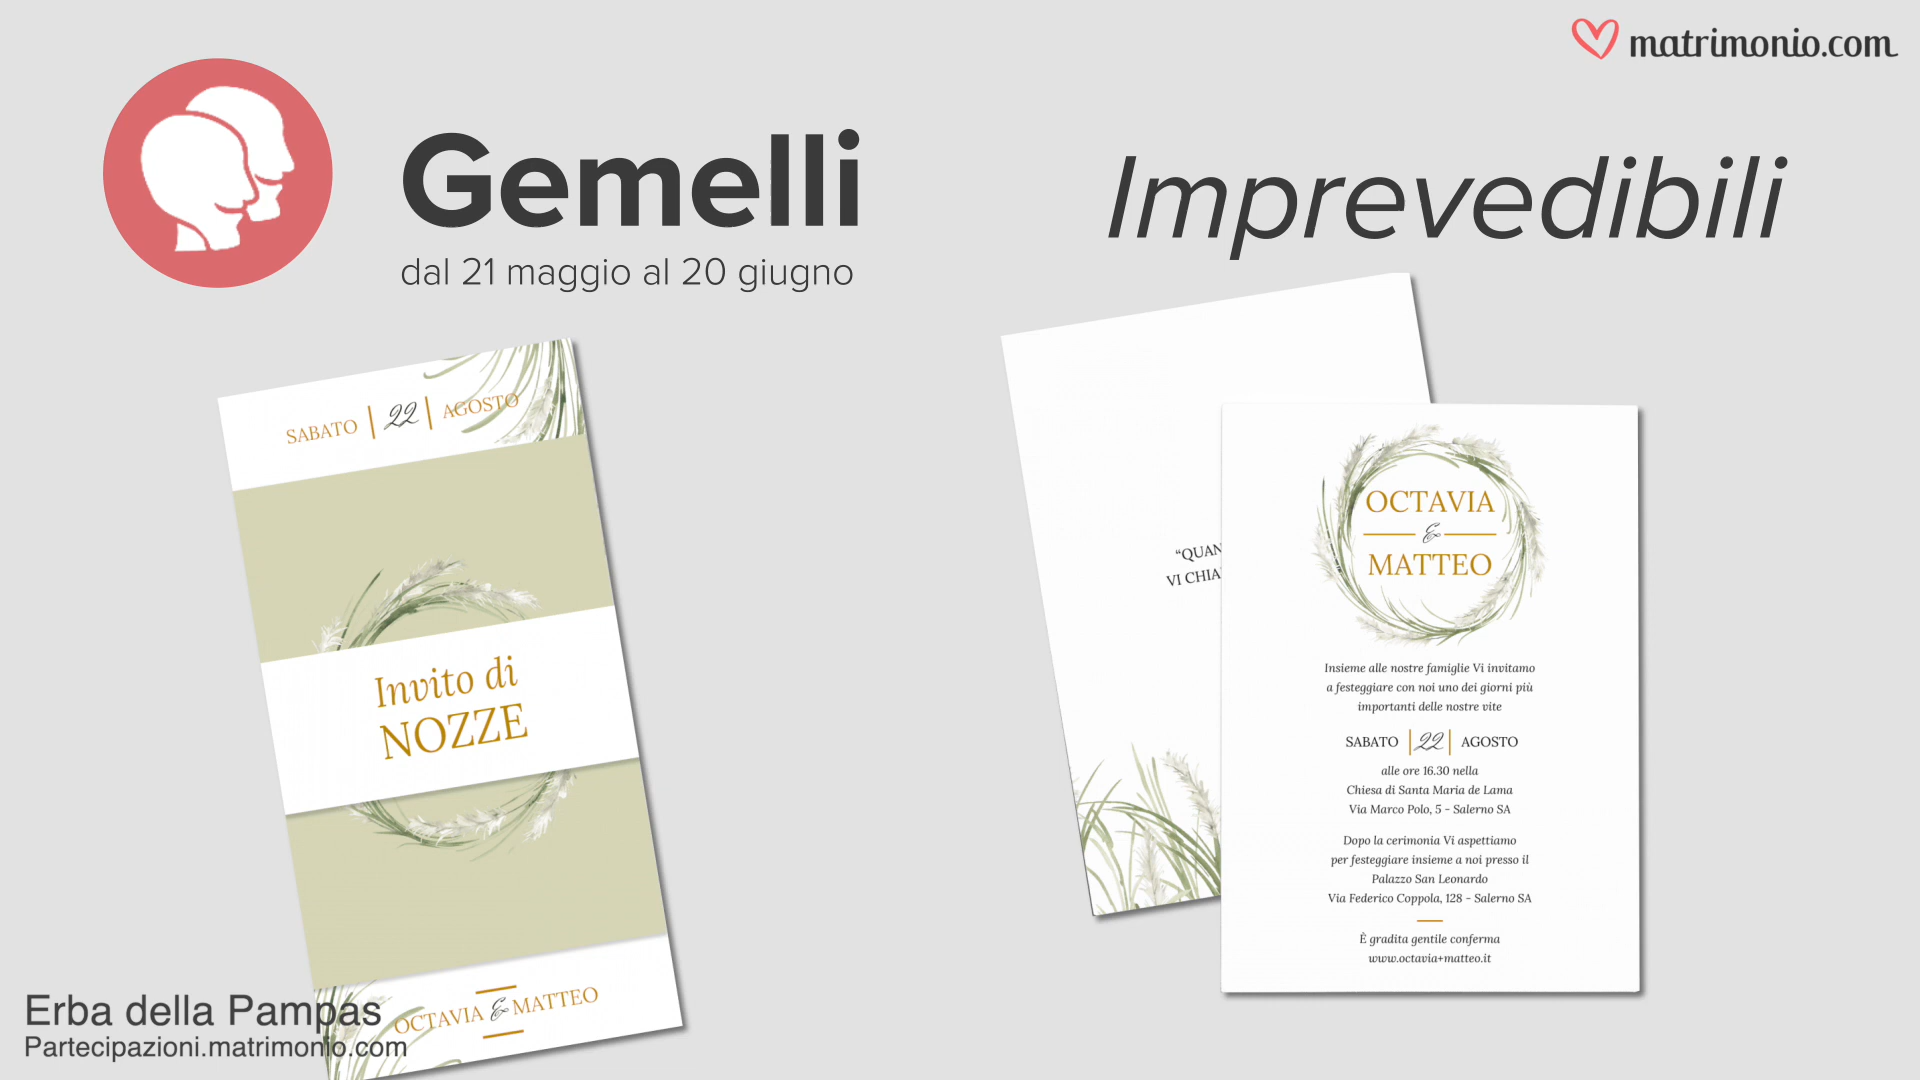 matrimonio.com
Gemelli
dal 21 maggio al 20 giugno
Imprevedibili
SABATO | 22 | AGOSTO
Invito di
NOZZE
OCTAVIA & MATTEO
"QUAN
VI CHIA
OCTAVIA
&
MATTEO
Insieme alle nostre famiglie Vi invitamo
a festeggiare con noi uno dei giorni più
importanti delle nostre vite
SABATO | 22 | AGOSTO
alle ore 16.30 nella
Chiesa di Santa Maria de Lama
Via Marco Polo, 5 - Salerno SA
Dopo la cerimonia Vi aspettiamo
per festeggiare insieme a noi presso il
Palazzo San Leonardo
Via Federico Coppola, 128 - Salerno SA
È gradita gentile conferma
www.octavia+matteo.it
Erba della Pampas
Partecipazioni.matrimonio.com